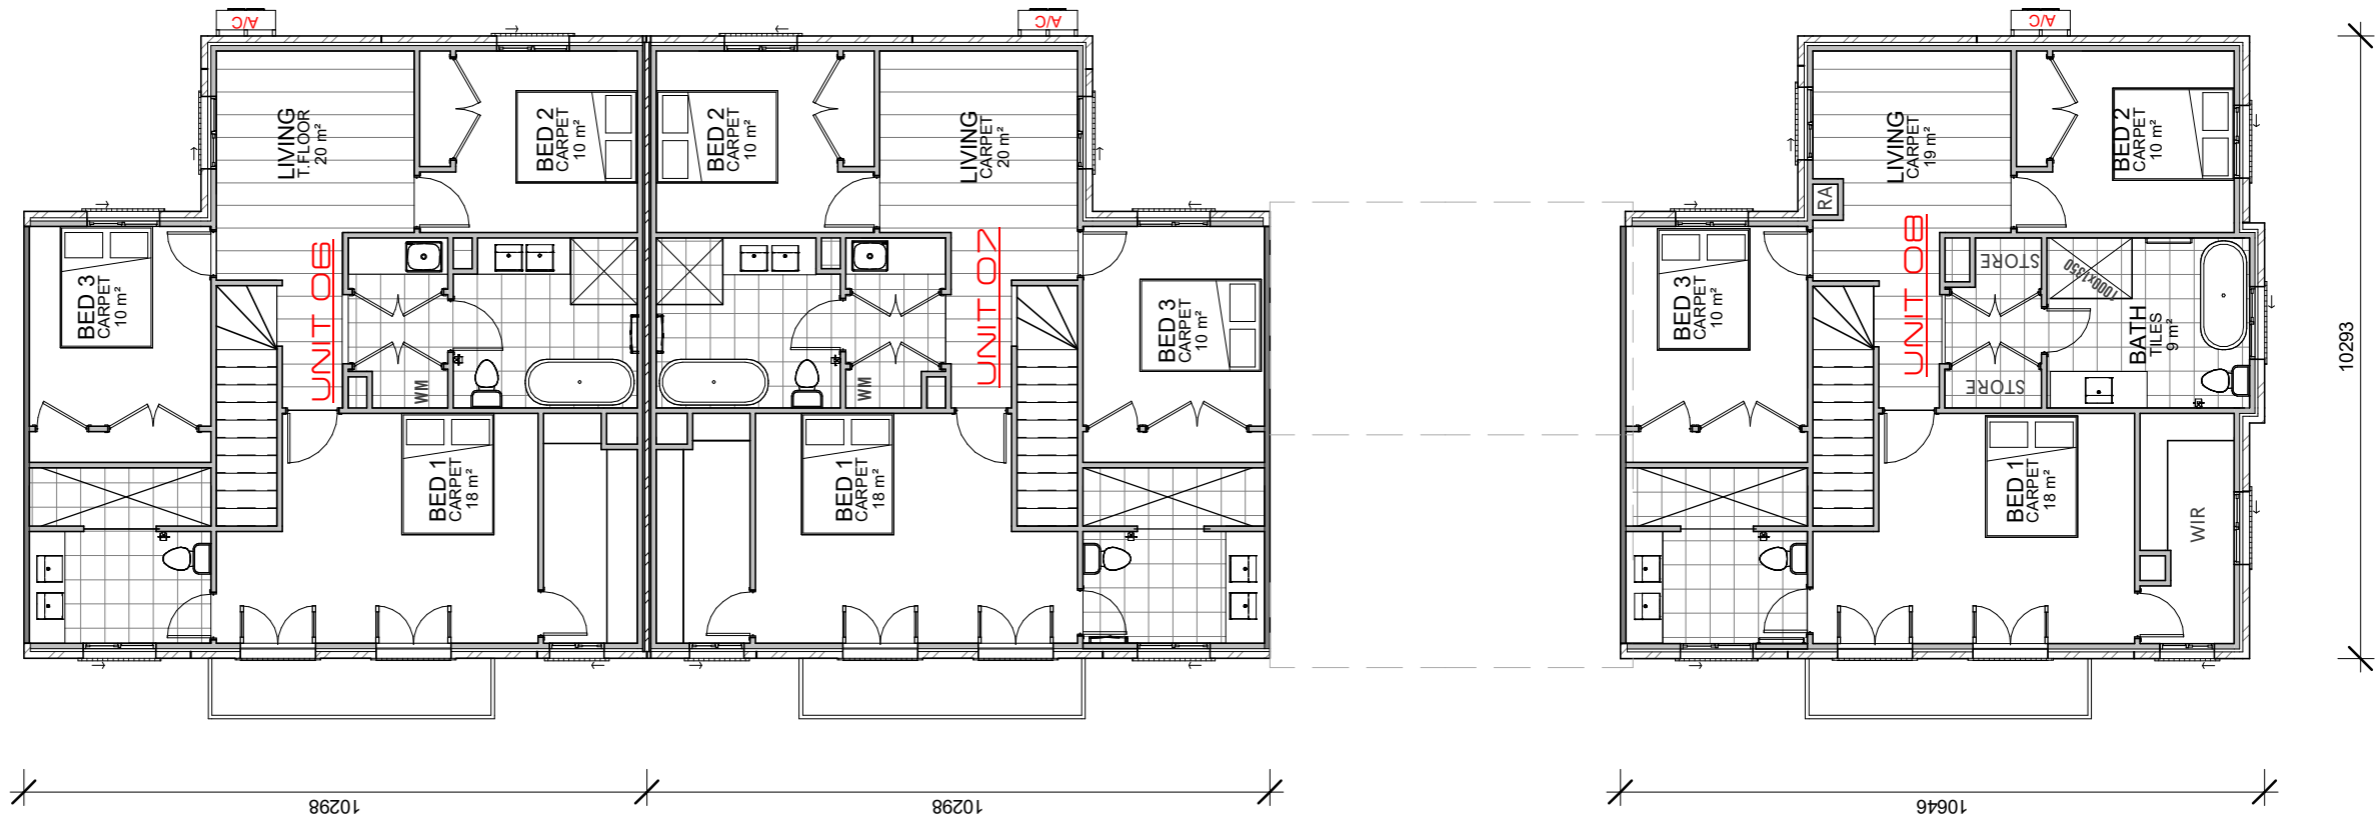 A/C
A/C
A/C
LIVING
T.FLOOR
20 m²
BED 2
CARPET
10 m²
BED 2
CARPET
10 m²
LIVING
CARPET
20 m²
LIVING
CARPET
19 m²
BED 2
CARPET
10 m²
RA
BED 3
CARPET
10 m²
UNIT 06
UNIT 07
BED 3
CARPET
10 m²
BED 3
CARPET
10 m²
UNIT 08
STORE
1000x1350
STORE
BATH
TILES
9 m²
WM
WM
BED 1
CARPET
18 m²
BED 1
CARPET
18 m²
BED 1
CARPET
18 m²
WIR
10293
10298
10298
10646